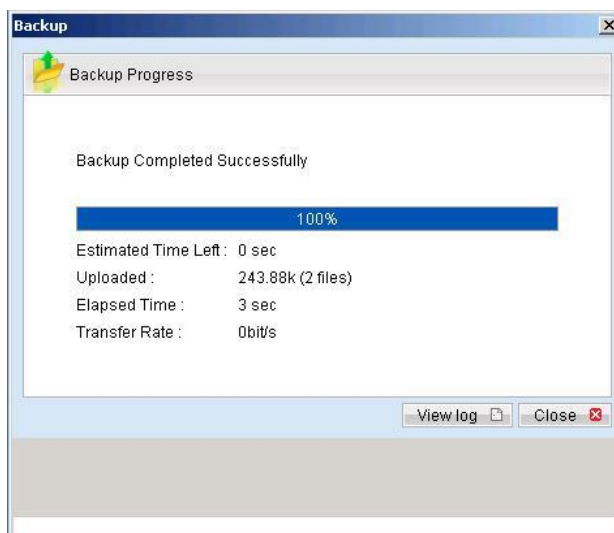 Backup
Backup Progress
Backup Completed Successfully
100%
Estimated Time Left : 0 sec
Uploaded : 243.88k (2 files)
Elapsed Time : 3 sec
Transfer Rate : 0bit/s
View log Close